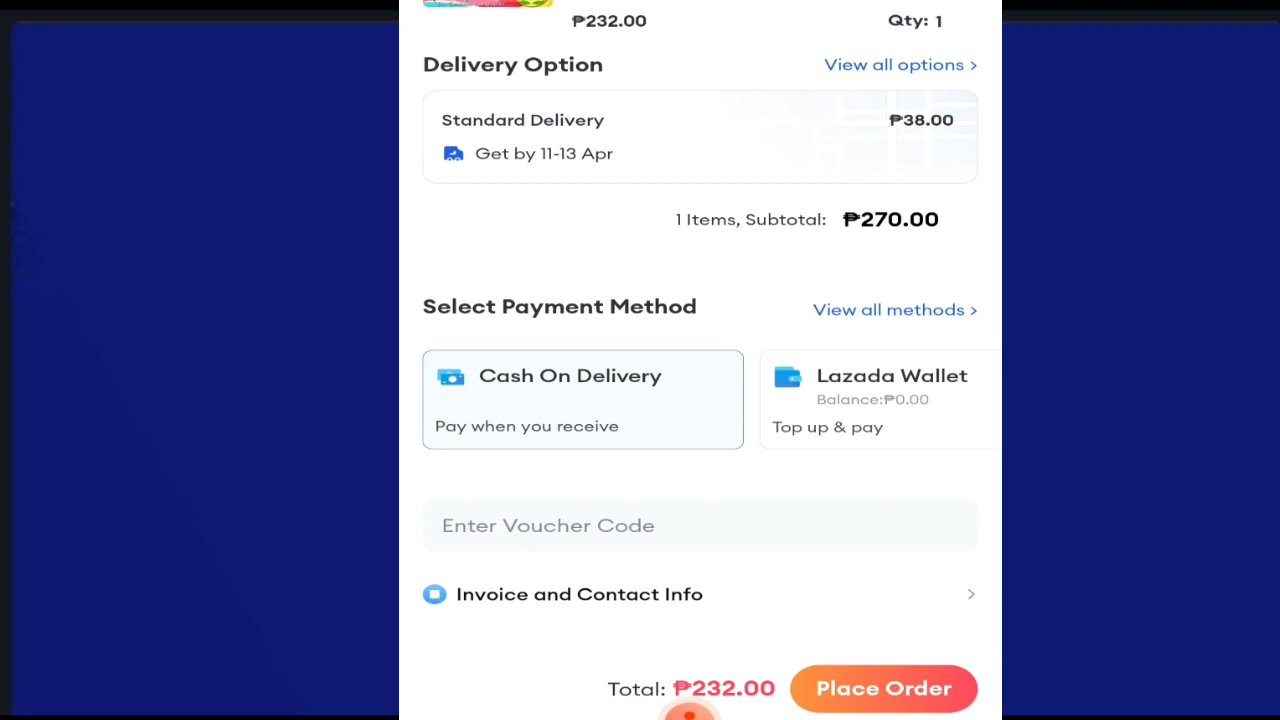 ₱232.00 Qty: 1
Delivery Option View all options >
Standard Delivery ₱38.00
Get by 11-13 Apr
1 Items, Subtotal: ₱270.00
Select Payment Method View all methods >
Cash On Delivery
Pay when you receive
Lazada Wallet
Balance:₱0.00
Top up & pay
Enter Voucher Code
Invoice and Contact Info >
Total: ₱232.00 Place Order